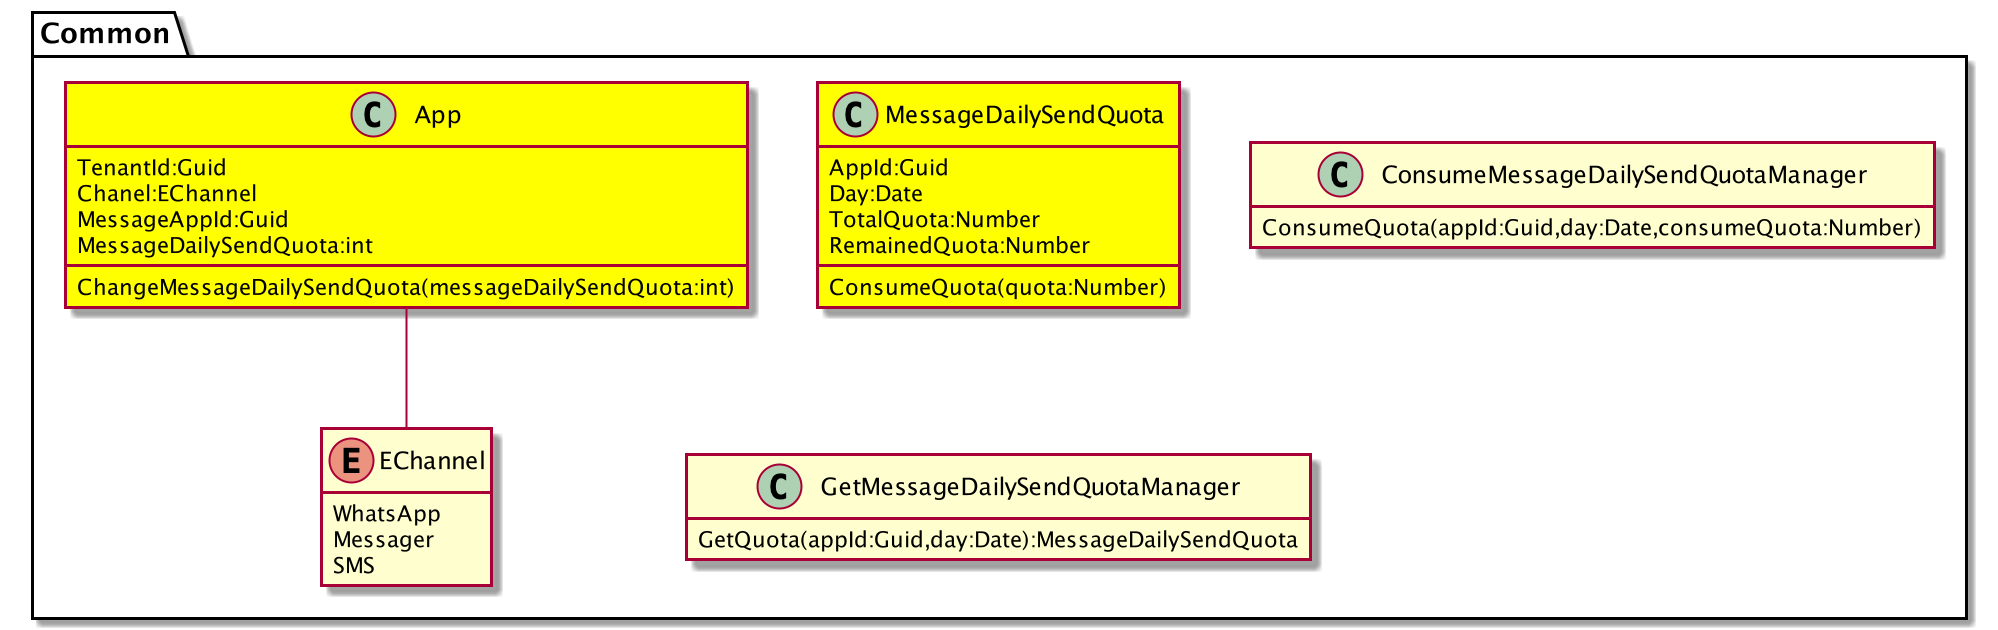 Common
C App
TenantId:Guid
Chanel:EChannel
MessageAppId:Guid
MessageDailySendQuota:int
ChangeMessageDailySendQuota(messageDailySendQuota:int)
C MessageDailySendQuota
AppId:Guid
Day:Date
TotalQuota:Number
RemainedQuota:Number
ConsumeQuota(quota:Number)
C ConsumeMessageDailySendQuotaManager
ConsumeQuota(appId:Guid,day:Date,consumeQuota:Number)
E EChannel
WhatsApp
Messager
SMS
C GetMessageDailySendQuotaManager
GetQuota(appId:Guid,day:Date):MessageDailySendQuota